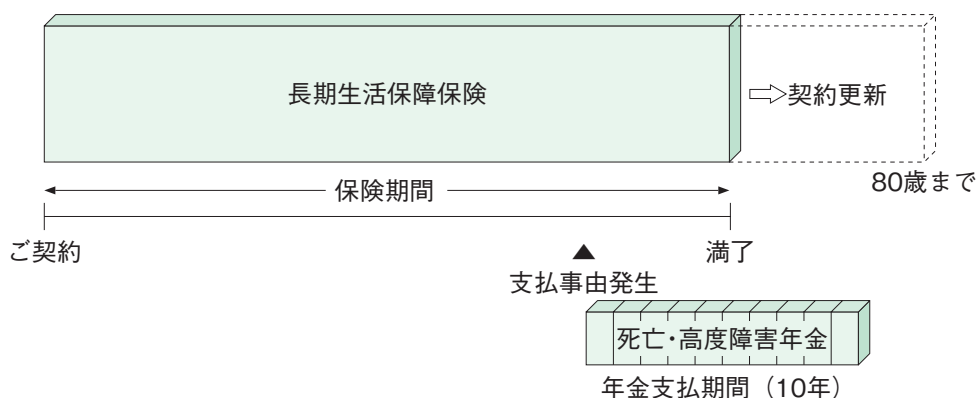 長期生活保障保険
⇨契約更新
80歳まで
保険期間
ご契約
満了
▲
支払事由発生
死亡・高度障害年金
年金支払期間（10年）